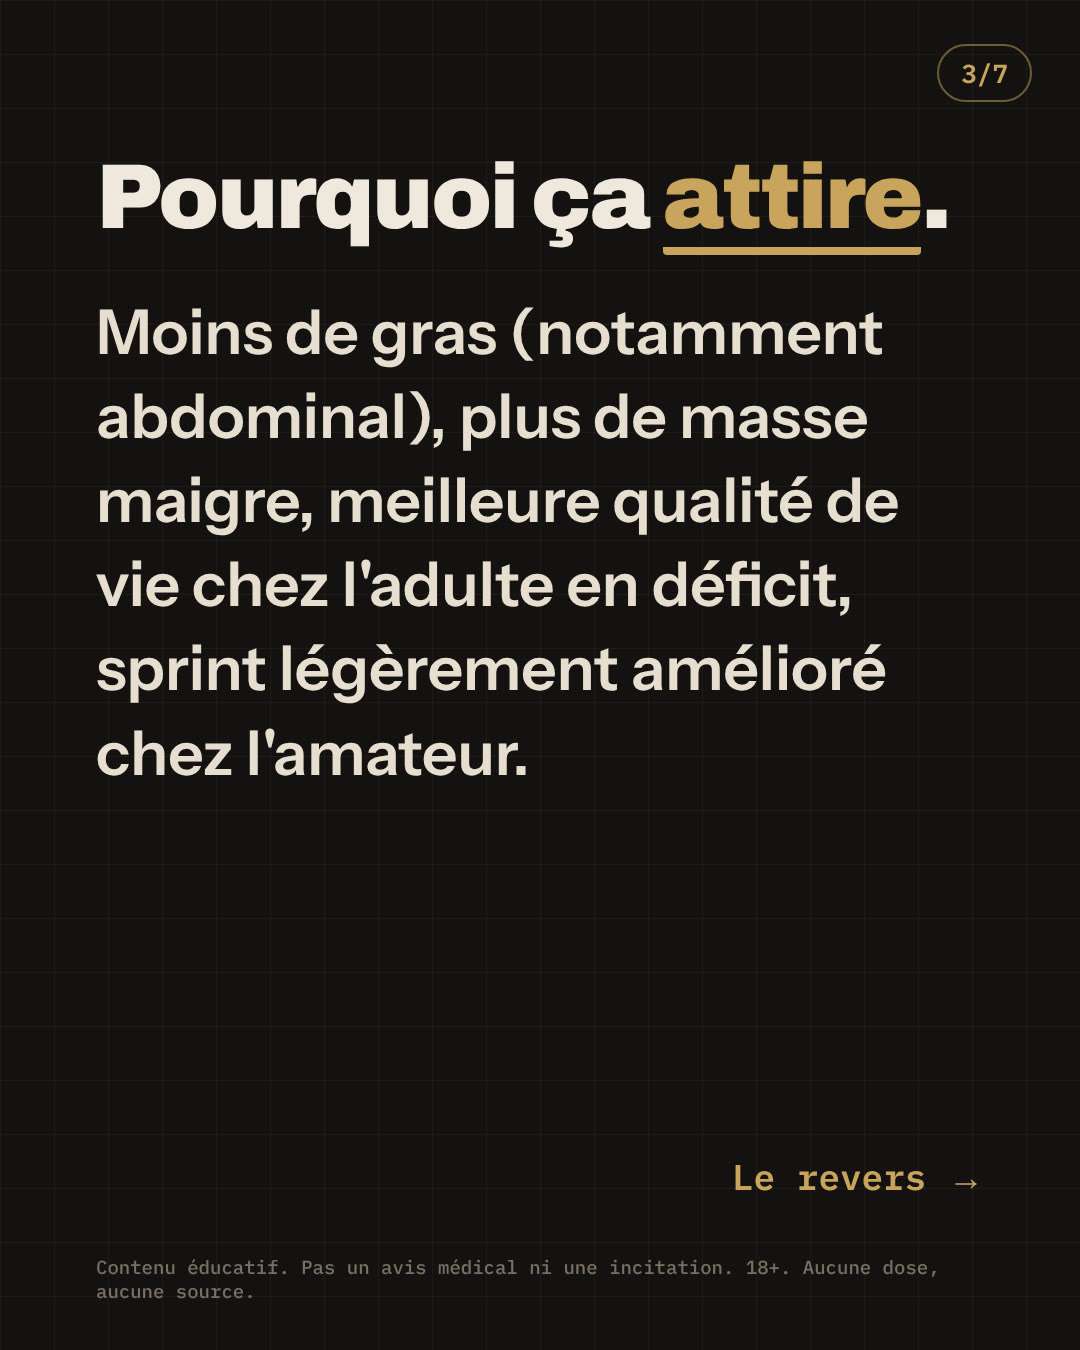 3/7
Pourquoi ça attire.
Moins de gras (notamment
abdominal), plus de masse
maigre, meilleure qualité de
vie chez l'adulte en déficit,
sprint légèrement amélioré
chez l'amateur.
Le revers →
Contenu éducatif. Pas un avis médical ni une incitation. 18+. Aucune dose,
aucune source.